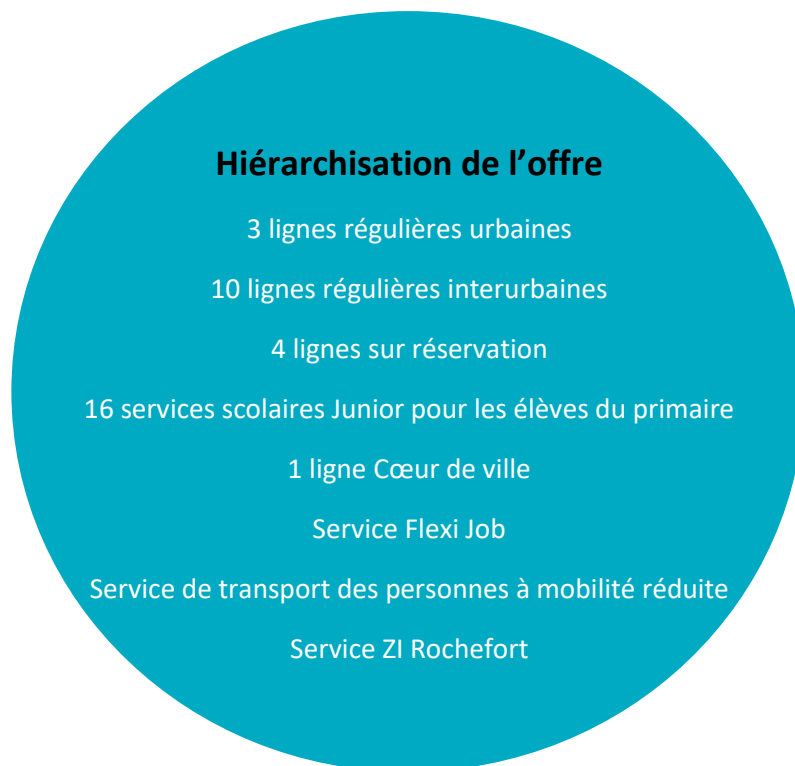 Hiérarchisation de l’offre
3 lignes régulières urbaines
10 lignes régulières interurbaines
4 lignes sur réservation
16 services scolaires Junior pour les élèves du primaire
1 ligne Cœur de ville
Service Flexi Job
Service de transport des personnes à mobilité réduite
Service ZI Rochefort